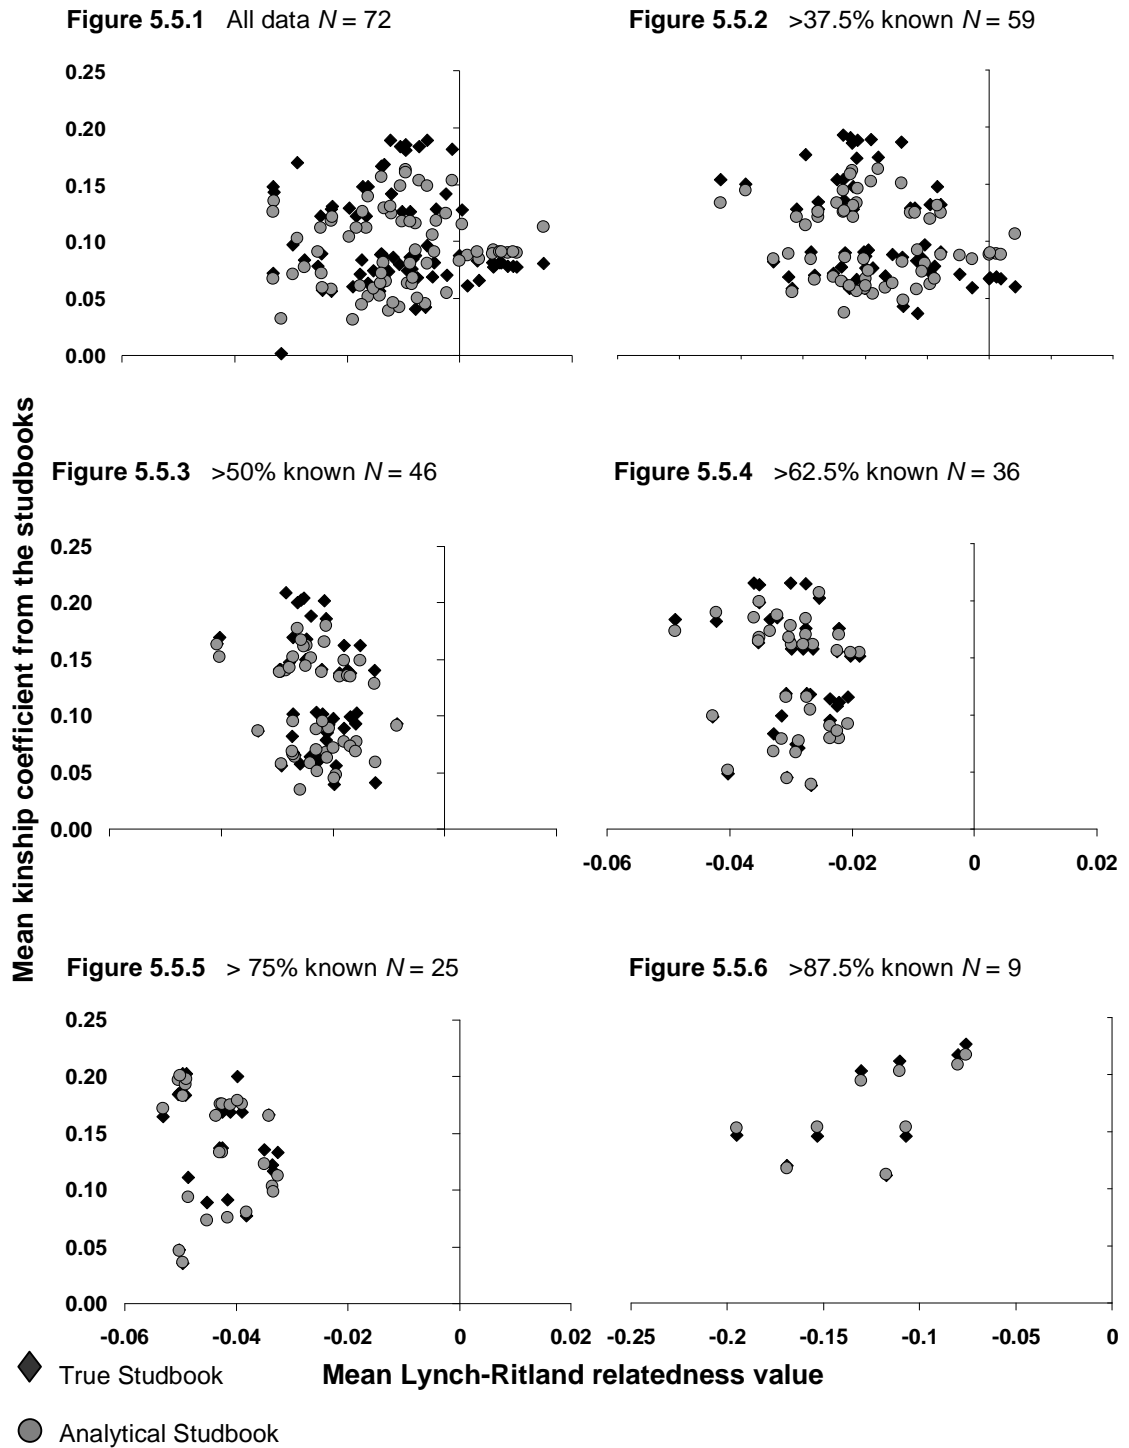 Figure 5.5.1 All data N = 72
Figure 5.5.2 >37.5% known N = 59
0.25
0.20
0.15
0.10
0.05
0.00
Mean kinship coefficient from the studbooks
Figure 5.5.3 >50% known N = 46
Figure 5.5.4 >62.5% known N = 36
0.25
0.20
0.15
0.10
0.05
0.00
-0.06 -0.04 -0.02 0 0.02
Figure 5.5.5 > 75% known N = 25
Figure 5.5.6 >87.5% known N = 9
0.25
0.20
0.15
0.10
0.05
0.00
-0.06 -0.04 -0.02 0 0.02
-0.25 -0.2 -0.15 -0.1 -0.05 0
Mean Lynch-Ritland relatedness value
True Studbook
Analytical Studbook